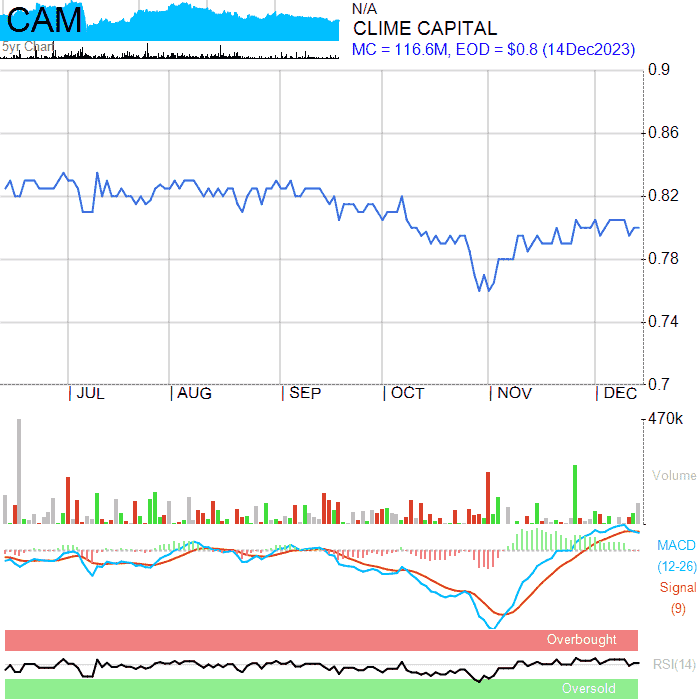 CAM
5yr Chart
N/A
CLIME CAPITAL
MC = 116.6M, EOD = $0.8 (14Dec2023)
0.9
0.86
0.82
0.78
0.74
0.7
JUL AUG SEP OCT NOV DEC
470k
Volume
MACD
(12-26)
Signal
(9)
Overbought
RSI(14)
Oversold